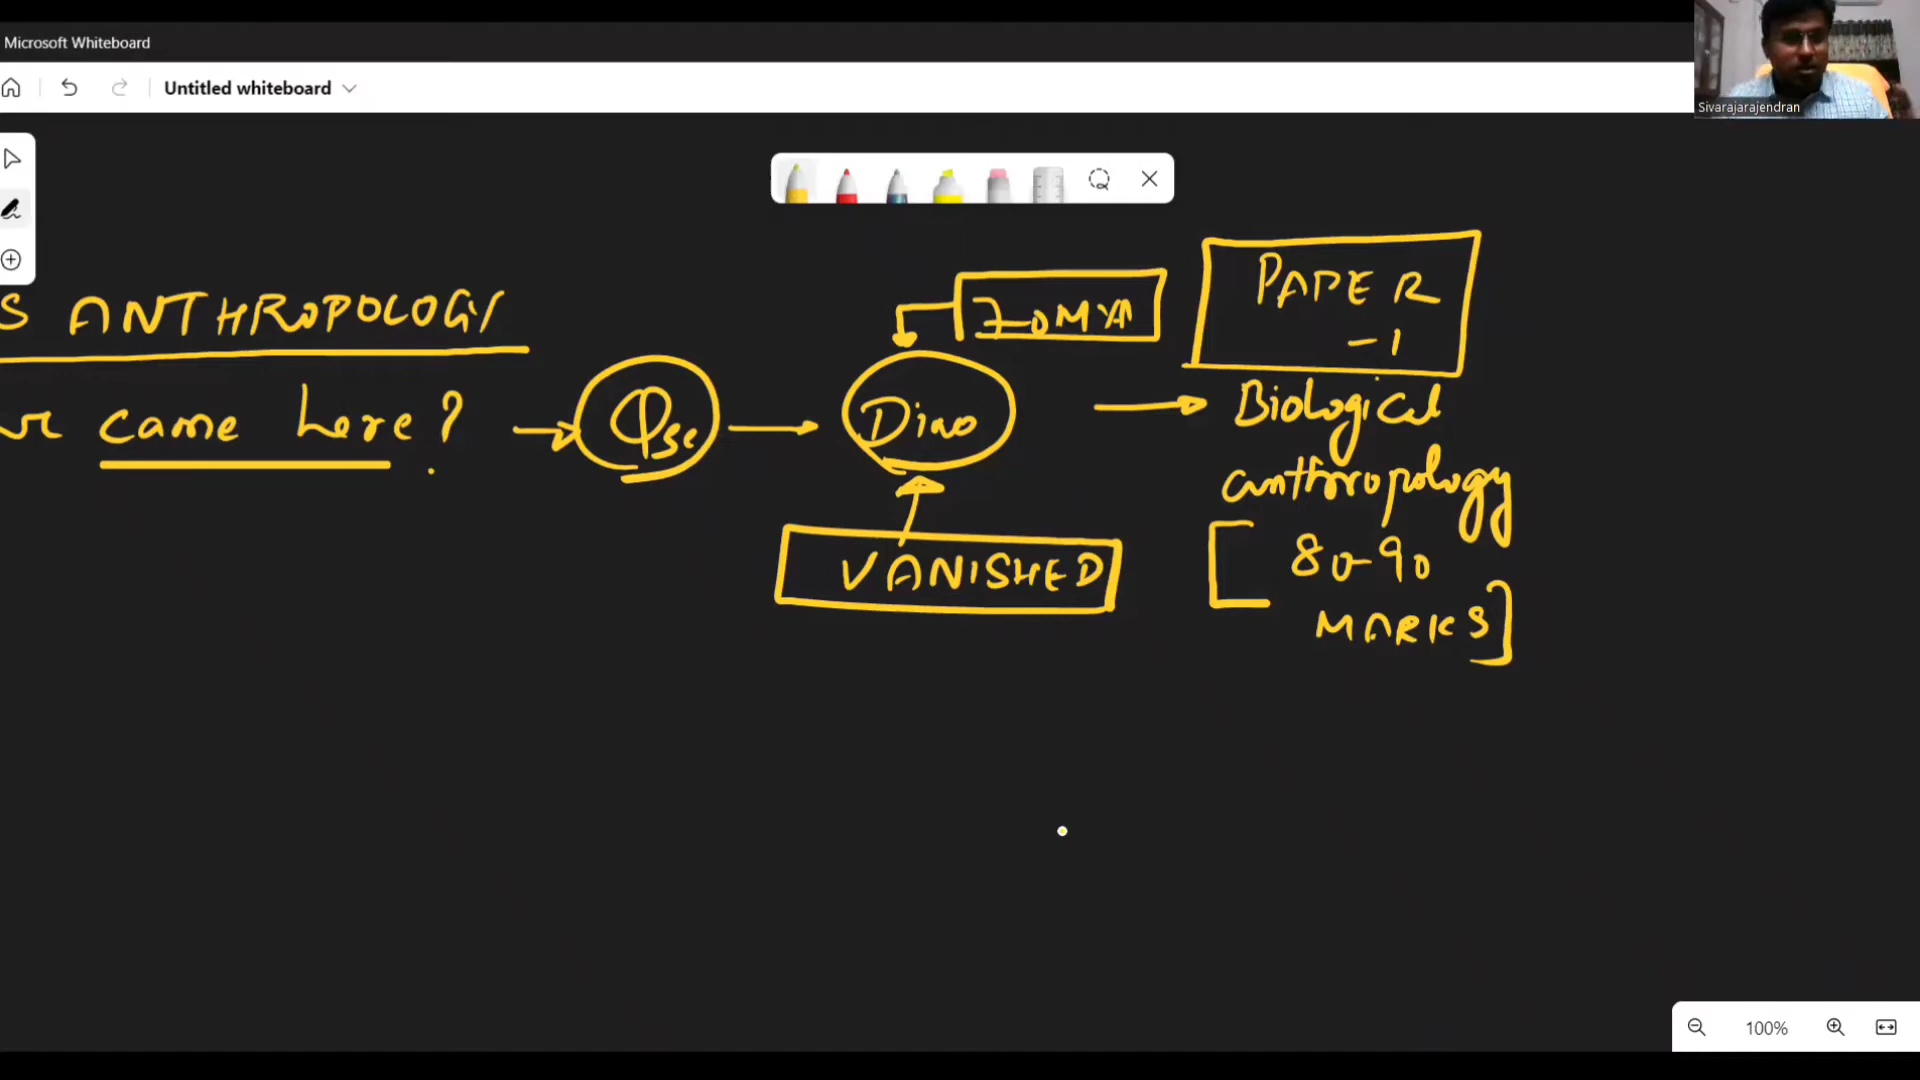 Microsoft Whiteboard
Untitled whiteboard
Sivarajarajendran
S ANTHROPOLOGY
came here?
Dino
ZOMYA
VANISHED
PAPER
-1
Biological
anthropology
[ 80-90
MARKS]
100%